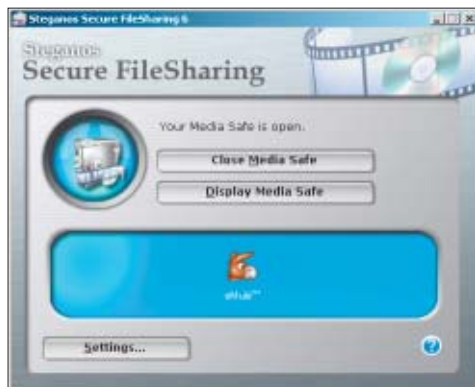 Steganos Secure FileSharing 6
Steganos
Secure FileSharing
Your Media Safe is open.
Close Media Safe
Display Media Safe
Settings...
?